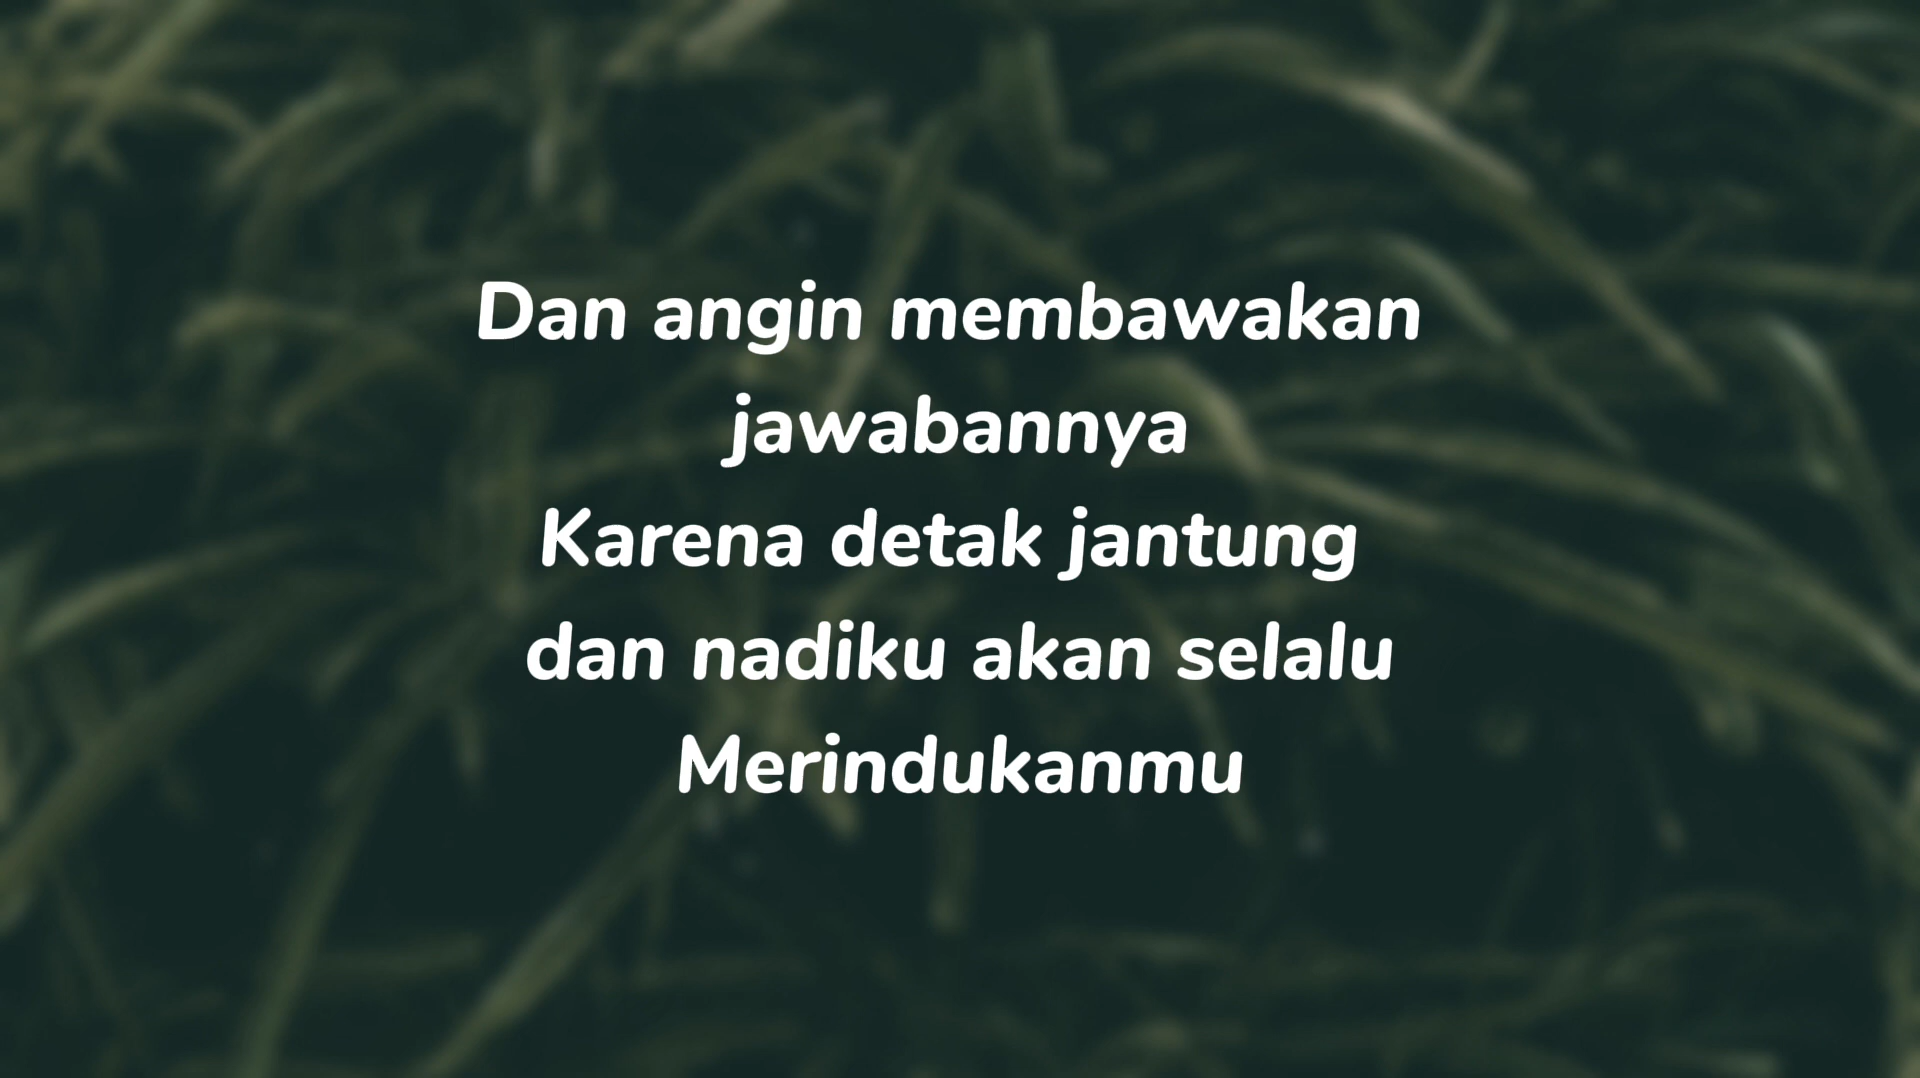 Dan angin membawakan
jawabannya
Karena detak jantung
dan nadiku akan selalu
Merindukanmu